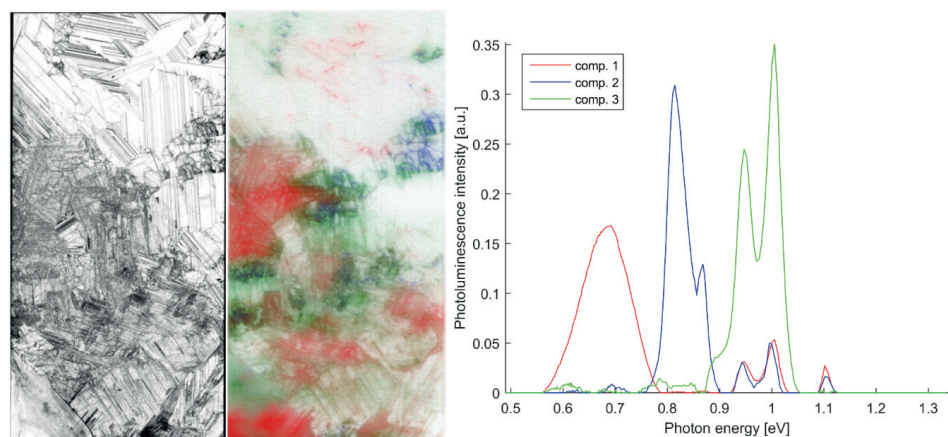 comp. 1
comp. 2
comp. 3
Photoluminescence intensity [a.u.]
0.35
0.3
0.25
0.2
0.15
0.1
0.05
0
0.5 0.6 0.7 0.8 0.9 1 1.1 1.2 1.3
Photon energy [eV]